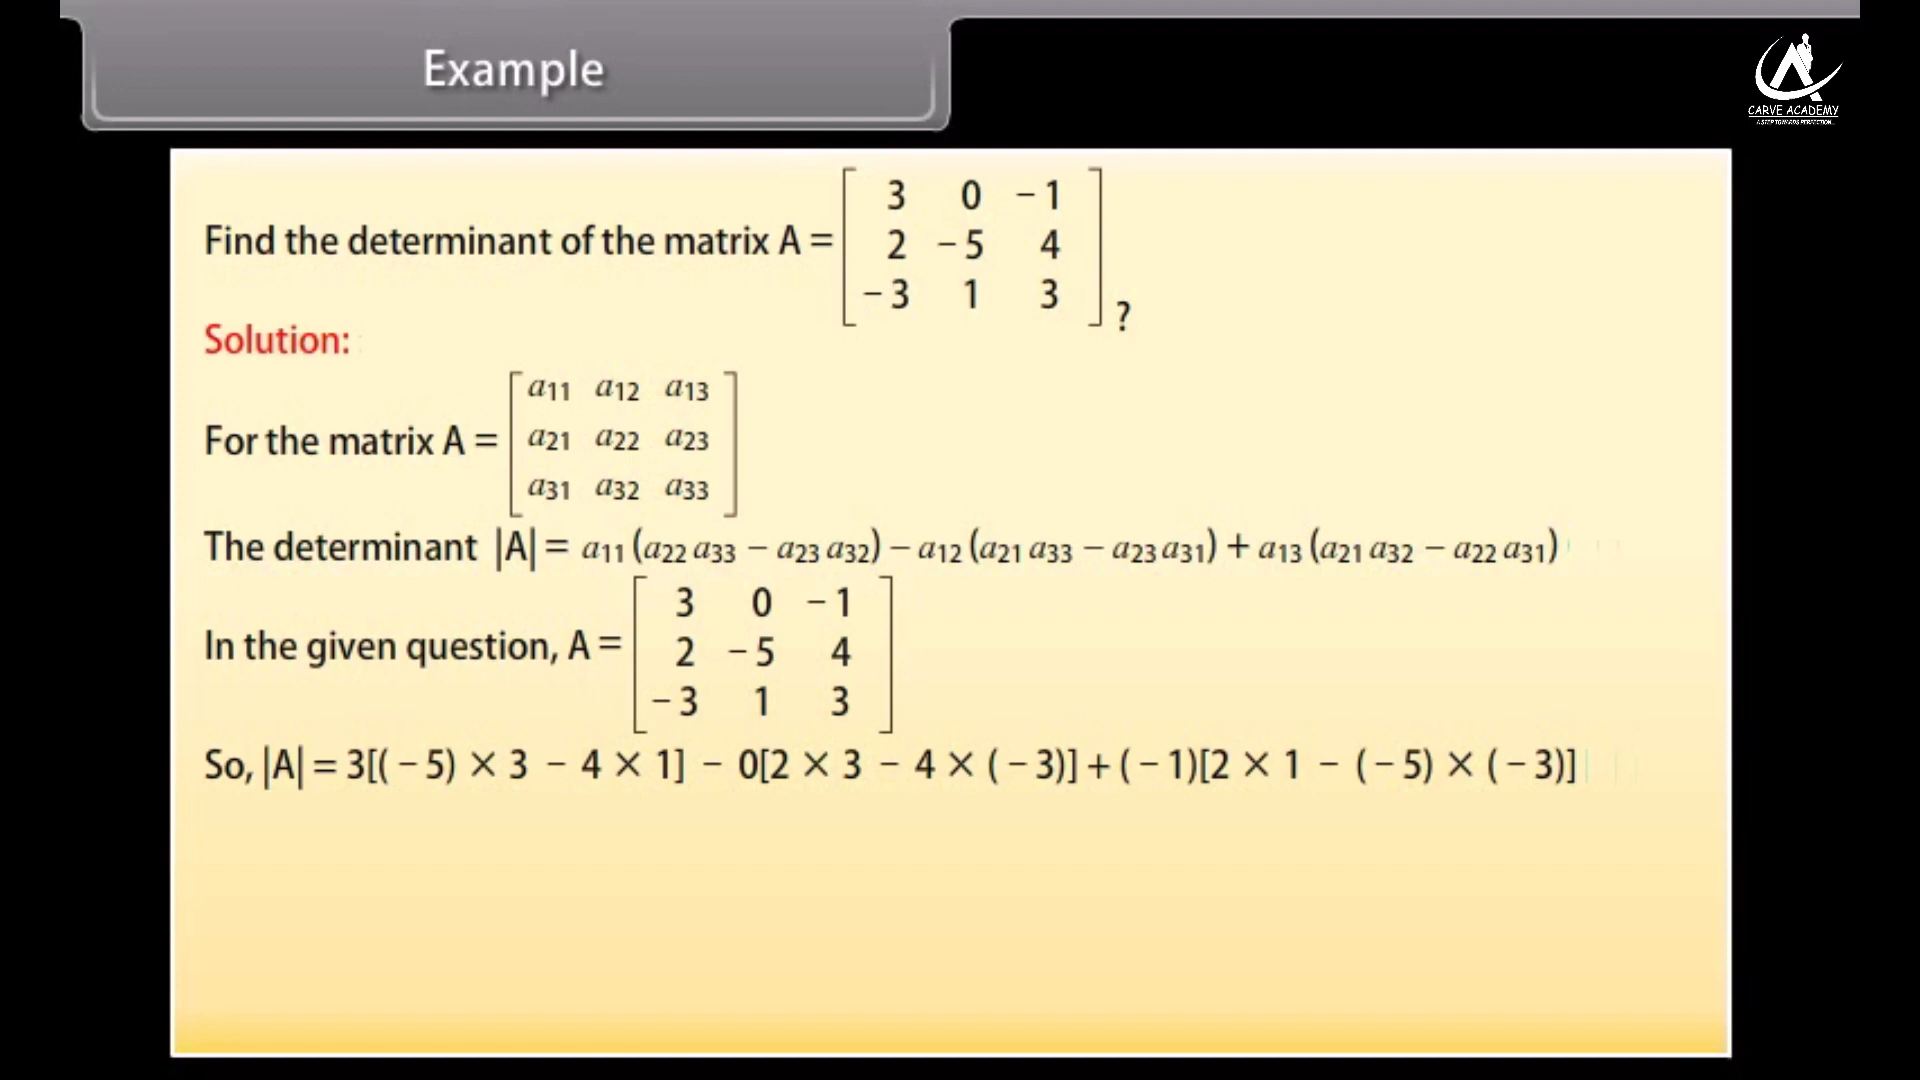 Example
CARVE ACADEMY
A STEP TOWARDS PERFECTION...
Find the determinant of the matrix A = [ 3 0 −1
2 −5 4
−3 1 3 ] ?
Solution:
For the matrix A = [ a11 a12 a13
a21 a22 a23
a31 a32 a33 ]
The determinant |A| = a11 (a22 a33 − a23 a32) − a12 (a21 a33 − a23 a31) + a13 (a21 a32 − a22 a31)
In the given question, A = [ 3 0 −1
2 −5 4
−3 1 3 ]
So, |A| = 3[(−5) × 3 − 4 × 1] − 0[2 × 3 − 4 × (−3)] + (−1)[2 × 1 − (−5) × (−3)]